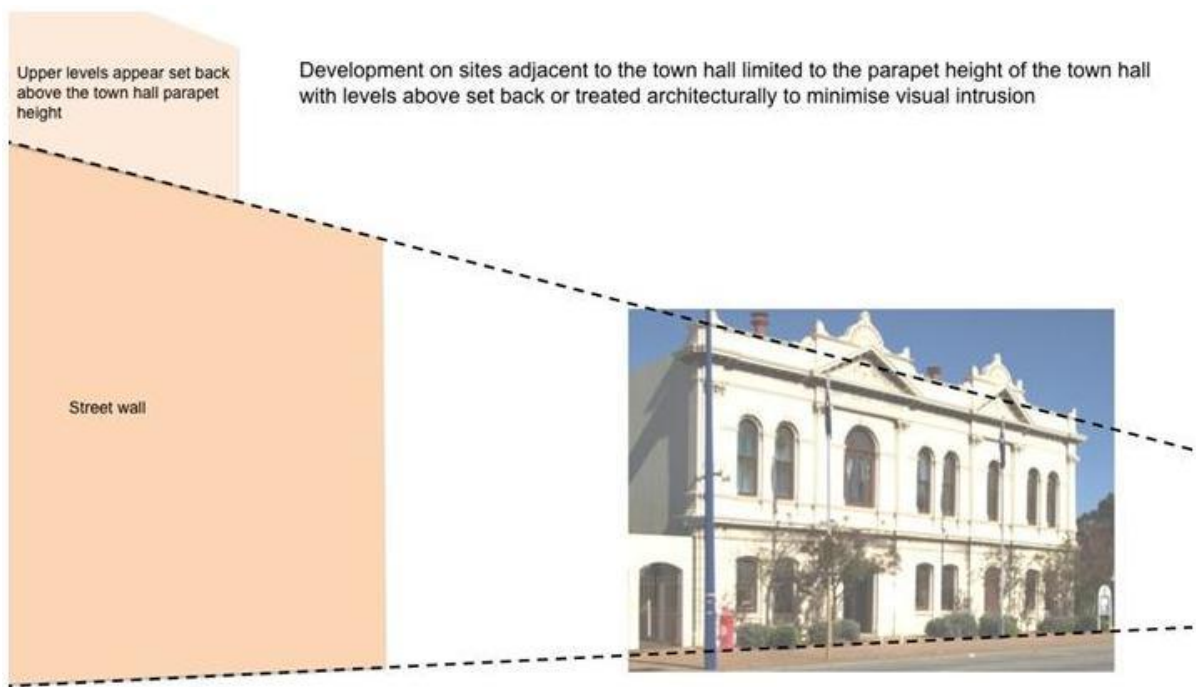 Upper levels appear set back
above the town hall parapet
height
Development on sites adjacent to the town hall limited to the parapet height of the town hall
with levels above set back or treated architecturally to minimise visual intrusion
Street wall